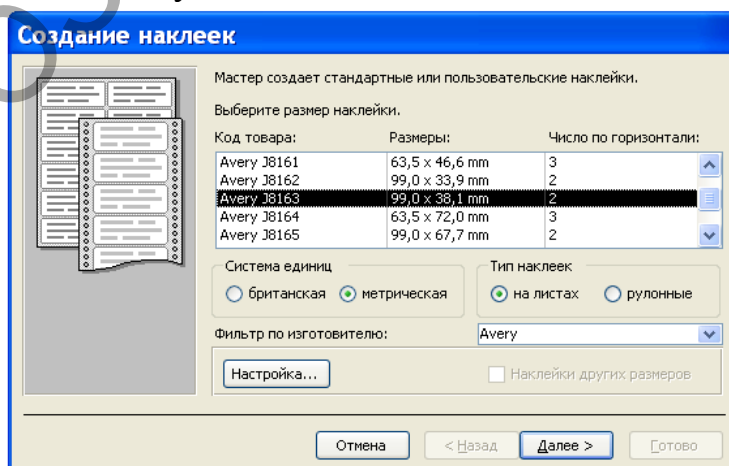 Создание наклеек
Мастер создает стандартные или пользовательские наклейки.
Выберите размер наклейки.
Код товара: Размеры: Число по горизонтали:
Avery J8161 63,5 x 46,6 mm 3
Avery J8162 99,0 x 33,9 mm 2
Avery J8163 99,0 x 38,1 mm 2
Avery J8164 63,5 x 72,0 mm 3
Avery J8165 99,0 x 67,7 mm 2
Система единиц Тип наклеек
британская метрическая на листах рулонные
Фильтр по изготовителю: Avery
Настройка... Наклейки других размеров
Отмена < Назад Далее > Готово